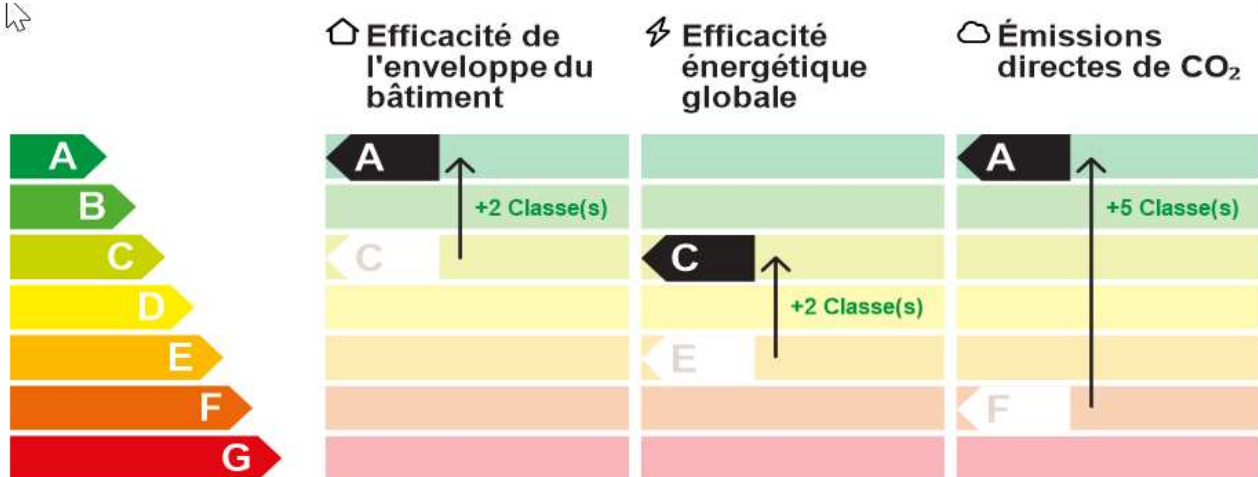 Efficacité de
l'enveloppe du
bâtiment
Efficacité
énergétique
globale
Émissions
directes de CO₂
A
A
A
B
+2 Classe(s)
+5 Classe(s)
C
C
C
D
+2 Classe(s)
E
E
F
F
G